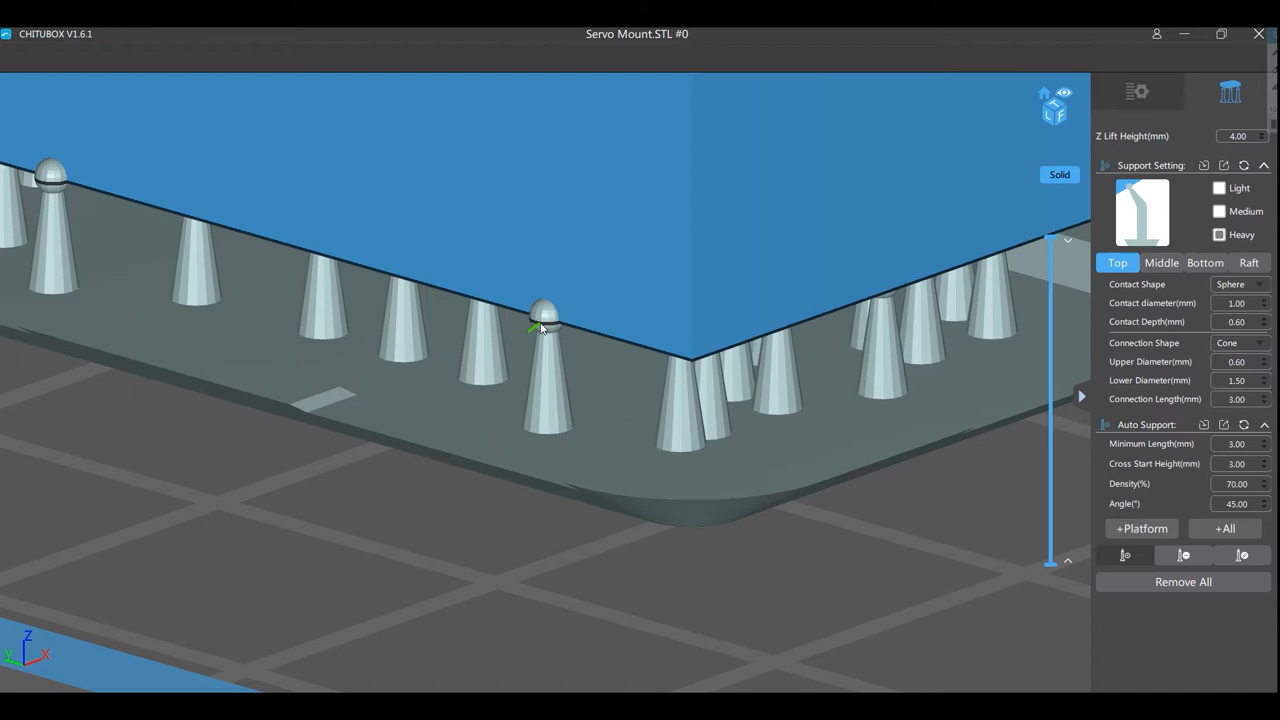 CHITUBOX V1.6.1
Servo Mount.STL #0
Z Lift Height(mm) 4.00
Support Setting:
Light
Medium
Heavy
Top Middle Bottom Raft
Contact Shape Sphere
Contact diameter(mm) 1.00
Contact Depth(mm) 0.60
Connection Shape Cone
Upper Diameter(mm) 0.60
Lower Diameter(mm) 1.50
Connection Length(mm) 3.00
Auto Support:
Minimum Length(mm) 3.00
Cross Start Height(mm) 3.00
Density(%) 70.00
Angle(°) 45.00
+Platform +All
Remove All
Solid
T
L F
Z
Y X